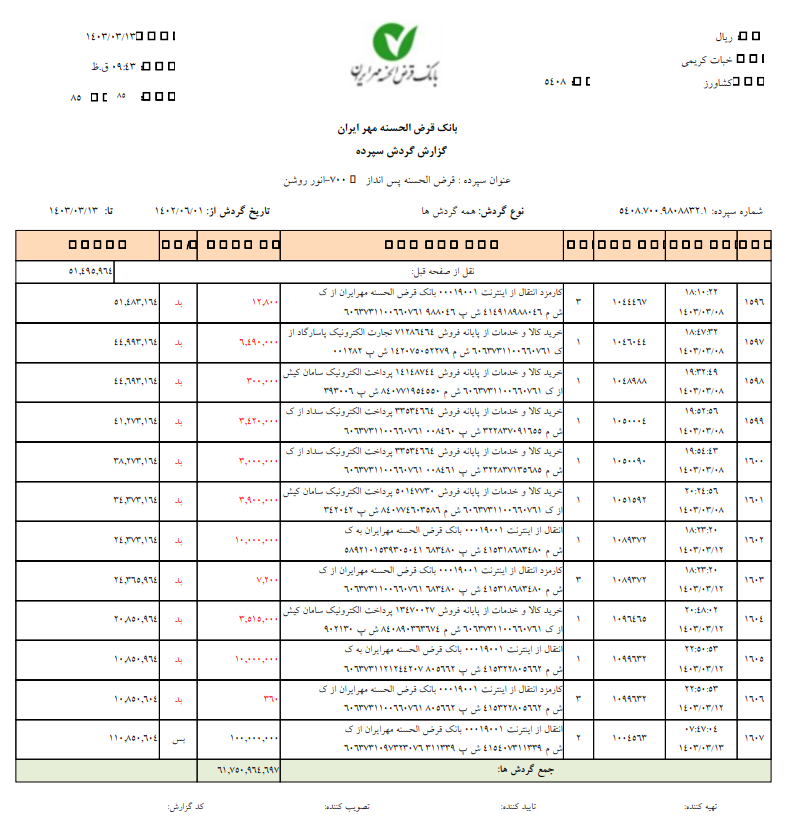 ریال
۱۴۰۳/۰۳/۱۳
خبات کریمی
۰۹:۴۳ ق.ظ
کشاورز
۵۴۰۸
۸۵ ۸۵
بانک قرض الحسنه مهر ایران
بانک قرض الحسنه مهر ایران
گزارش گردش سپرده
عنوان سپرده : قرض الحسنه پس انداز ۷۰۰-انور روشن
شماره سپرده: ۵۴۰۸.۷۰۰.۹۸۰۸۸۳۲.۱ نوع گردش: همه گردش ها تاریخ گردش از: ۱۴۰۲/۰۶/۰۱ تا: ۱۴۰۳/۰۳/۱۳
نقل از صفحه قبل: ۵۱,۴۹۵,۹۶۴
۱۵۹۶ ۱۸:۱۰:۲۲ ۱۰۴۴۴۶۷ ۳ کارمزد انتقال از اینترنت ۰۰۰۱۹۰۰۱ بانک قرض الحسنه مهرایران از ک ۱۲,۸۰۰ بد ۵۱,۴۸۳,۱۶۴
۱۴۰۳/۰۳/۰۸ ش م ۴۱۴۹۱۸۹۸۸۰۴۶ ش پ ۹۸۸۰۴۶ ۶۰۶۳۷۳۱۱۰۰۶۶۰۷۶۱
۱۵۹۷ ۱۸:۴۷:۳۲ ۱۰۴۶۰۴۴ ۱ خرید کالا و خدمات از پایانه فروش ۷۱۲۸۶۴۶۴ تجارت الکترونیک پاسارگاد از ۶,۴۹۰,۰۰۰ بد ۴۴,۹۹۳,۱۶۴
۱۴۰۳/۰۳/۰۸ ک ۶۰۶۳۷۳۱۱۰۰۶۶۰۷۶۱ ش م ۱۴۲۰۷۵۰۵۲۲۷۹ ش پ ۰۰۱۲۸۲
۱۵۹۸ ۱۹:۳۲:۴۹ ۱۰۴۸۹۸۸ ۱ خرید کالا و خدمات از پایانه فروش ۱۴۱۴۸۷۴۴ پرداخت الکترونیک سامان کیش ۳۰۰,۰۰۰ بد ۴۴,۶۹۳,۱۶۴
۱۴۰۳/۰۳/۰۸ از ک ۶۰۶۳۷۳۱۱۰۰۶۶۰۷۶۱ ش م ۸۴۰۷۷۱۹۵۴۵۵۰ ش پ ۳۹۳۰۰۶
۱۵۹۹ ۱۹:۵۲:۵۶ ۱۰۵۰۰۰۴ ۱ خرید کالا و خدمات از پایانه فروش ۳۳۵۳۴۶۶۴ پرداخت الکترونیک سداد از ک ۳,۴۲۰,۰۰۰ بد ۴۱,۲۷۳,۱۶۴
۱۴۰۳/۰۳/۰۸ ش م ۳۲۲۸۳۷۰۹۱۶۵۵ ش پ ۰۰۸۴۶۰ ۶۰۶۳۷۳۱۱۰۰۶۶۰۷۶۱
۱۶۰۰ ۱۹:۵۴:۴۳ ۱۰۵۰۰۹۰ ۱ خرید کالا و خدمات از پایانه فروش ۳۳۵۳۴۶۶۴ پرداخت الکترونیک سداد از ک ۳,۰۰۰,۰۰۰ بد ۳۸,۲۷۳,۱۶۴
۱۴۰۳/۰۳/۰۸ ش م ۳۲۲۸۳۷۱۳۵۶۸۵ ش پ ۰۰۸۴۶۱ ۶۰۶۳۷۳۱۱۰۰۶۶۰۷۶۱
۱۶۰۱ ۲۰:۲۴:۵۶ ۱۰۵۱۵۹۲ ۱ خرید کالا و خدمات از پایانه فروش ۵۰۱۴۷۷۳۰ پرداخت الکترونیک سامان کیش ۳,۹۰۰,۰۰۰ بد ۳۴,۳۷۳,۱۶۴
۱۴۰۳/۰۳/۰۸ از ک ۶۰۶۳۷۳۱۱۰۰۶۶۰۷۶۱ ش م ۸۴۰۷۷۴۶۰۳۵۸۶ ش پ ۳۴۲۰۴۲
۱۶۰۲ ۱۸:۲۳:۲۰ ۱۰۸۹۳۷۲ ۱ انتقال از اینترنت ۰۰۰۱۹۰۰۱ بانک قرض الحسنه مهرایران به ک ۱۰,۰۰۰,۰۰۰ بد ۲۴,۳۷۳,۱۶۴
۱۴۰۳/۰۳/۱۲ ش م ۴۱۵۳۱۸۶۸۳۴۸۰ ش پ ۶۸۳۴۸۰ ۵۸۹۲۱۰۱۵۳۹۳۰۵۰۴۱
۱۶۰۳ ۱۸:۲۳:۲۰ ۱۰۸۹۳۷۲ ۳ کارمزد انتقال از اینترنت ۰۰۰۱۹۰۰۱ بانک قرض الحسنه مهرایران از ک ۷,۲۰۰ بد ۲۴,۳۶۵,۹۶۴
۱۴۰۳/۰۳/۱۲ ش م ۴۱۵۳۱۸۶۸۳۴۸۰ ش پ ۶۸۳۴۸۰ ۶۰۶۳۷۳۱۱۰۰۶۶۰۷۶۱
۱۶۰۴ ۲۰:۴۸:۰۲ ۱۰۹۶۴۶۵ ۱ خرید کالا و خدمات از پایانه فروش ۱۳۴۷۰۰۲۷ پرداخت الکترونیک سامان کیش ۳,۵۱۵,۰۰۰ بد ۲۰,۸۵۰,۹۶۴
۱۴۰۳/۰۳/۱۲ از ک ۶۰۶۳۷۳۱۱۰۰۶۶۰۷۶۱ ش م ۸۴۰۸۹۰۳۶۳۶۷۴ ش پ ۹۰۲۱۳۰
۱۶۰۵ ۲۲:۵۰:۵۳ ۱۰۹۹۶۳۲ ۱ انتقال از اینترنت ۰۰۰۱۹۰۰۱ بانک قرض الحسنه مهرایران به ک ۱۰,۰۰۰,۰۰۰ بد ۱۰,۸۵۰,۹۶۴
۱۴۰۳/۰۳/۱۲ ش م ۴۱۵۳۲۲۸۰۵۶۶۲ ش پ ۸۰۵۶۶۲ ۶۰۶۳۷۳۱۱۲۱۲۴۴۲۰۷
۱۶۰۶ ۲۲:۵۰:۵۳ ۱۰۹۹۶۳۲ ۳ کارمزد انتقال از اینترنت ۰۰۰۱۹۰۰۱ بانک قرض الحسنه مهرایران از ک ۳۶۰ بد ۱۰,۸۵۰,۶۰۴
۱۴۰۳/۰۳/۱۲ ش م ۴۱۵۳۲۲۸۰۵۶۶۲ ش پ ۸۰۵۶۶۲ ۶۰۶۳۷۳۱۱۰۰۶۶۰۷۶۱
۱۶۰۷ ۰۷:۴۷:۰۴ ۱۰۰۴۵۶۳ ۲ انتقال از اینترنت ۰۰۰۱۹۰۰۱ بانک قرض الحسنه مهرایران از ک ۱۰۰,۰۰۰,۰۰۰ بس ۱۱۰,۸۵۰,۶۰۴
۱۴۰۳/۰۳/۱۳ ش م ۴۱۵۴۰۷۳۱۱۳۳۹ ش پ ۳۱۱۳۳۹ ۶۰۶۳۷۳۱۰۹۷۳۲۳۰۷۶
جمع گردش ها: ۶۱,۷۵۰,۹۶۴,۶۹۷
تهیه کننده: تایید کننده: تصویب کننده: کد گزارش: